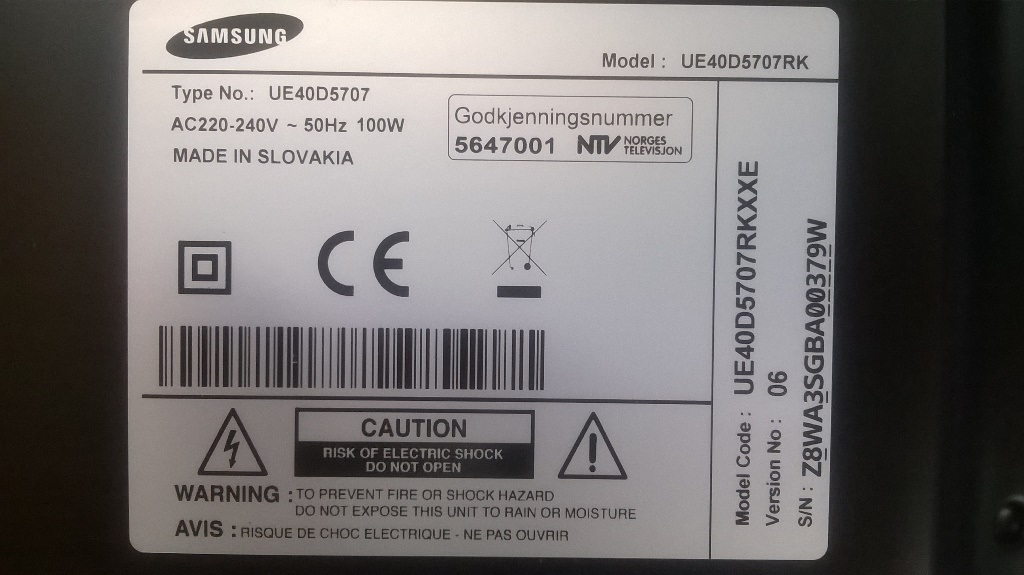 SAMSUNG
Model : UE40D5707RK
Type No.: UE40D5707
AC220-240V ~ 50Hz 100W
MADE IN SLOVAKIA
Godkjenningsnummer
5647001 NTV NORGES TELEVISJON
CE
CAUTION
RISK OF ELECTRIC SHOCK
DO NOT OPEN
WARNING : TO PREVENT FIRE OR SHOCK HAZARD
DO NOT EXPOSE THIS UNIT TO RAIN OR MOISTURE
AVIS : RISQUE DE CHOC ELECTRIQUE - NE PAS OUVRIR
Model Code : UE40D5707RKXXE
Version No : 06
S/N : Z8WA3SGBA00379W